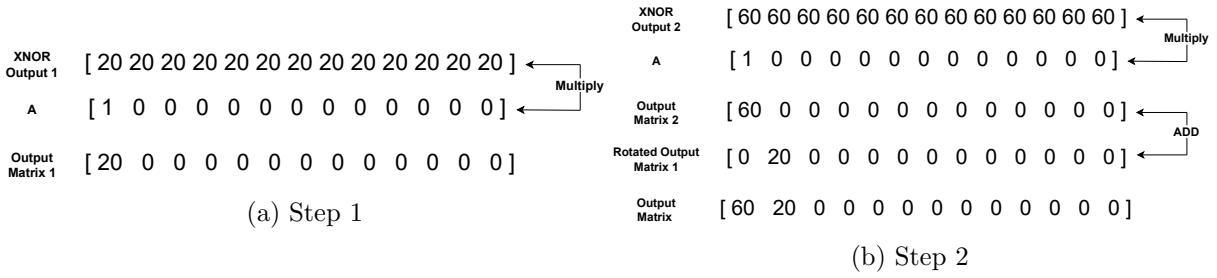 XNOR
Output 1
[ 20 20 20 20 20 20 20 20 20 20 20 20 20 ]
Multiply
A
[ 1 0 0 0 0 0 0 0 0 0 0 0 0 ]
Output
Matrix 1
[ 20 0 0 0 0 0 0 0 0 0 0 0 0 ]
(a) Step 1
XNOR
Output 2
[ 60 60 60 60 60 60 60 60 60 60 60 60 60 ]
Multiply
A
[ 1 0 0 0 0 0 0 0 0 0 0 0 0 ]
Output
Matrix 2
[ 60 0 0 0 0 0 0 0 0 0 0 0 0 ]
ADD
Rotated Output
Matrix 1
[ 0 20 0 0 0 0 0 0 0 0 0 0 0 ]
Output
Matrix
[ 60 20 0 0 0 0 0 0 0 0 0 0 0 ]
(b) Step 2